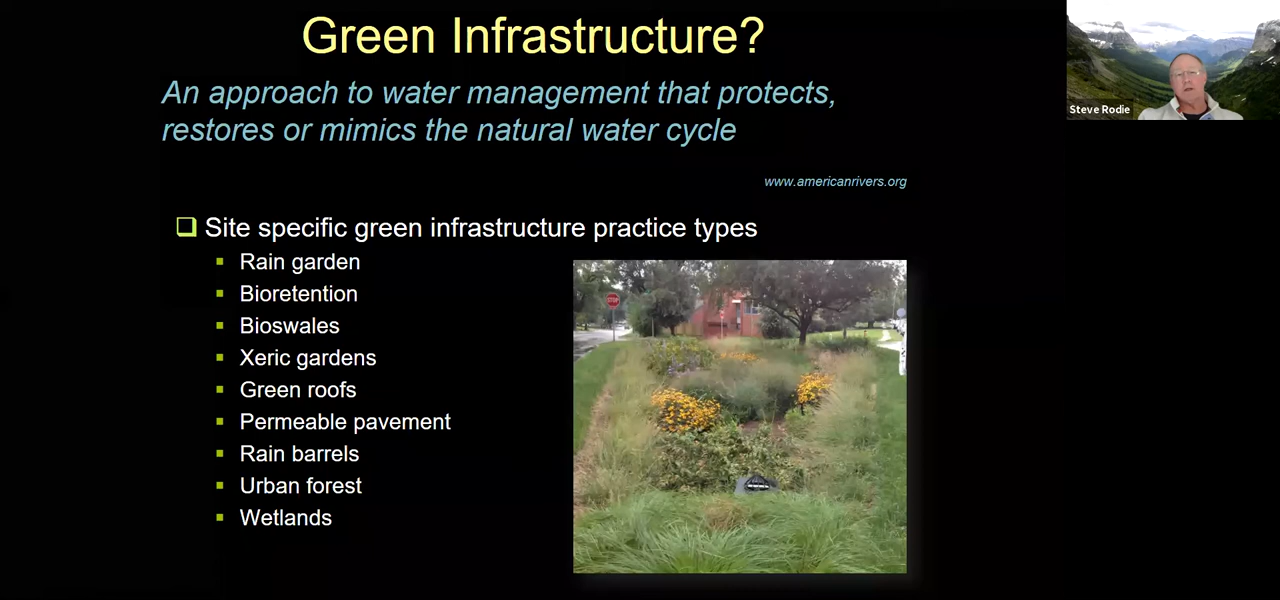 Green Infrastructure?
An approach to water management that protects,
restores or mimics the natural water cycle
www.americanrivers.org
Site specific green infrastructure practice types
Rain garden
Bioretention
Bioswales
Xeric gardens
Green roofs
Permeable pavement
Rain barrels
Urban forest
Wetlands
STOP
Steve Rodie